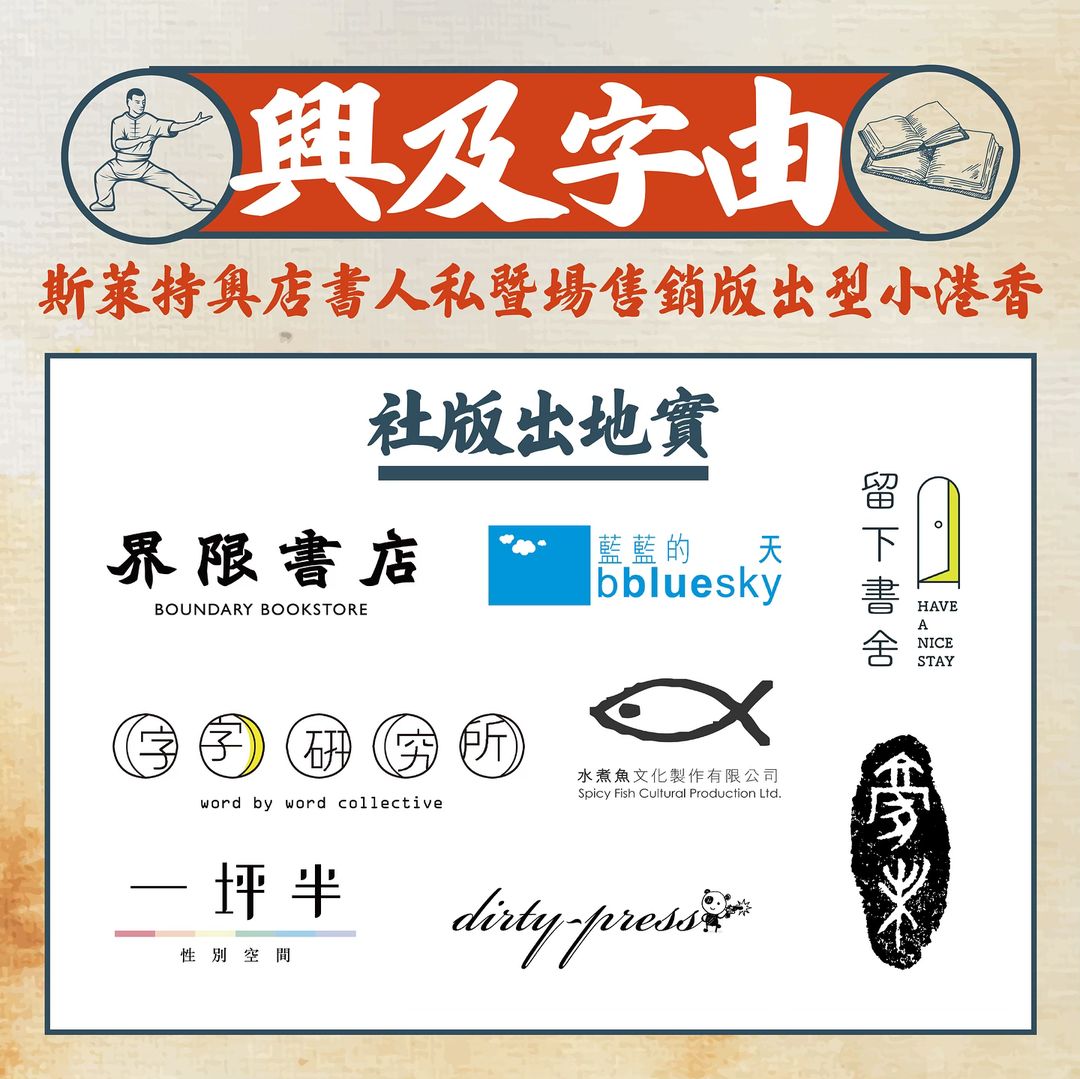 由字及興
香港小型出版銷售場暨私人書店奧特萊斯
實地出版社
界限書店
BOUNDARY BOOKSTORE
藍藍的天
bbluesky
留下書舍
HAVE
A
NICE
STAY
字字研究所
word by word collective
水煮魚文化製作有限公司
Spicy Fish Cultural Production Ltd.
一坪半
性別空間
dirty-press